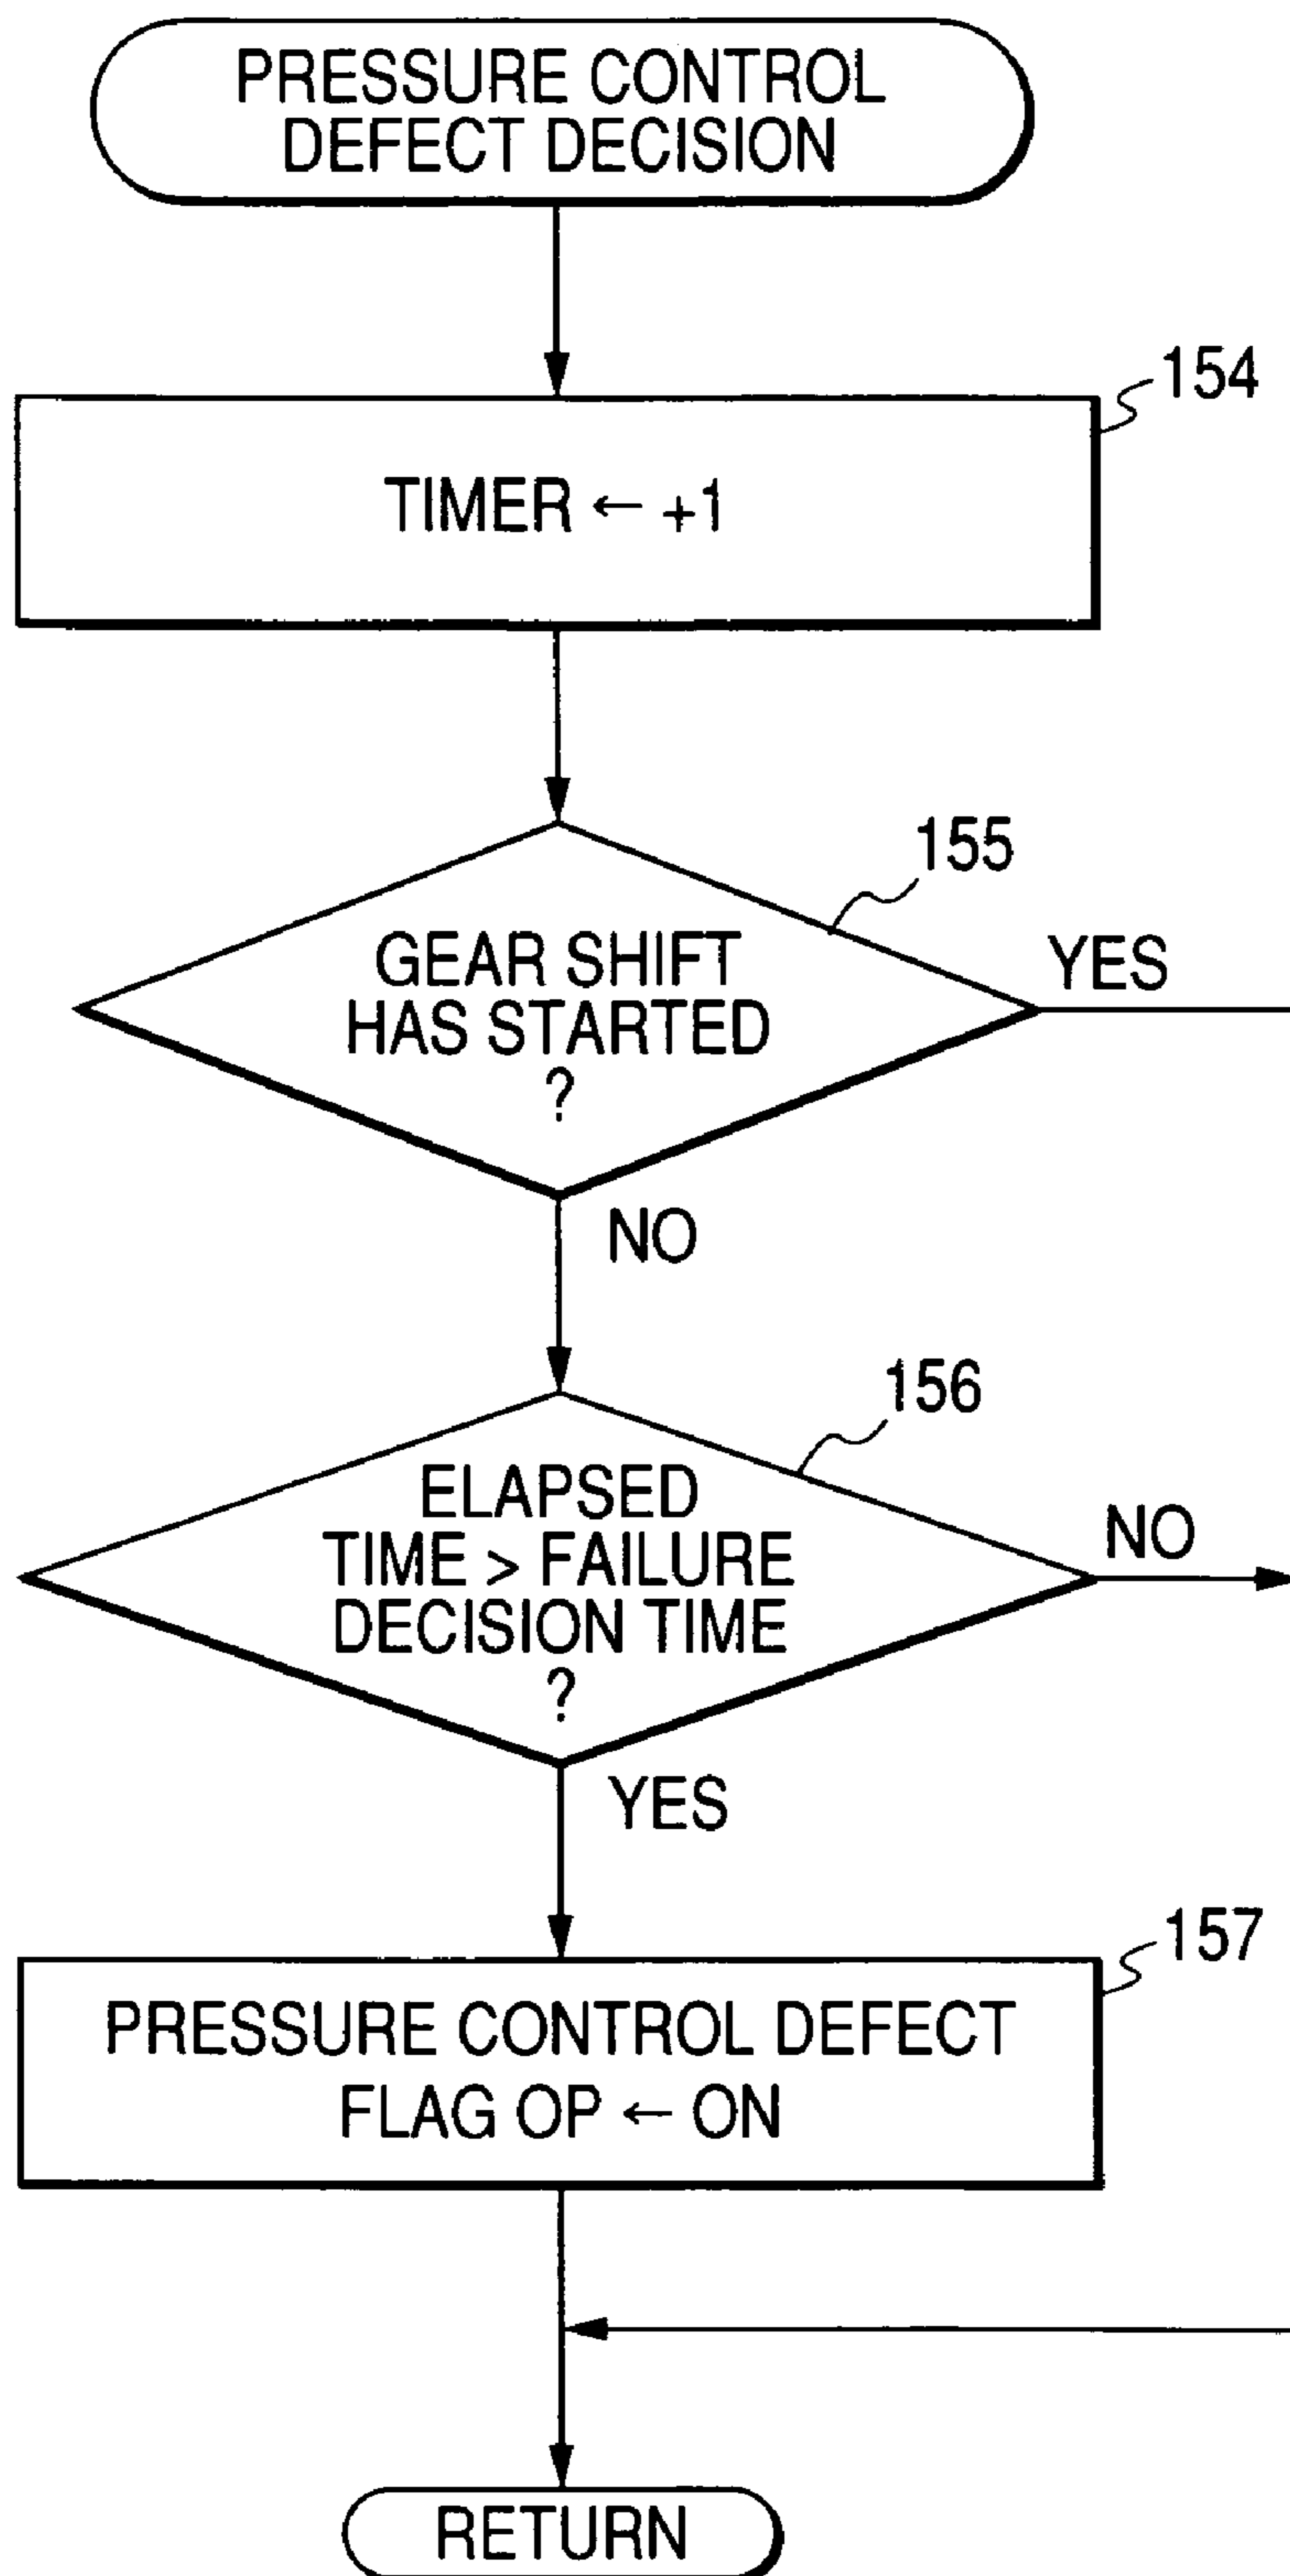 PRESSURE CONTROL
DEFECT DECISION
154
TIMER ← +1
155
GEAR SHIFT
HAS STARTED
?
YES
NO
156
ELAPSED
TIME > FAILURE
DECISION TIME
?
NO
YES
157
PRESSURE CONTROL DEFECT
FLAG OP ← ON
RETURN